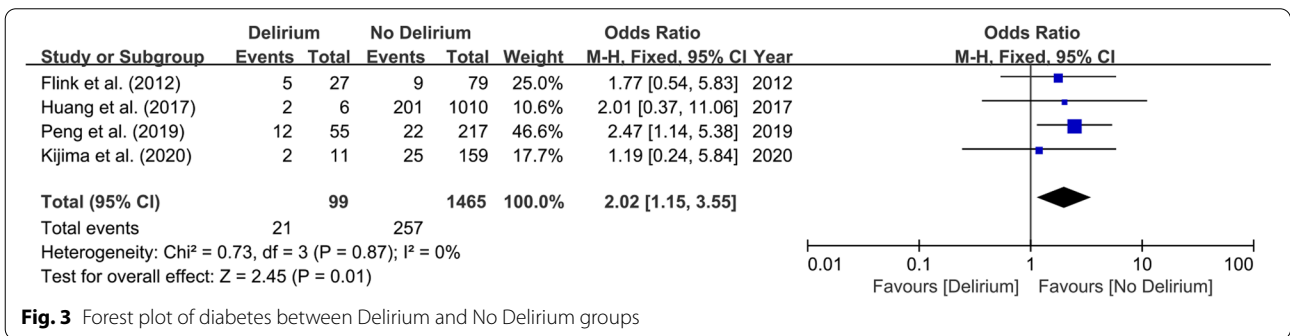 Delirium No Delirium Odds Ratio Odds Ratio
Study or Subgroup Events Total Events Total Weight M-H, Fixed, 95% CI Year M-H, Fixed, 95% CI
Flink et al. (2012) 5 27 9 79 25.0% 1.77 [0.54, 5.83] 2012
Huang et al. (2017) 2 6 201 1010 10.6% 2.01 [0.37, 11.06] 2017
Peng et al. (2019) 12 55 22 217 46.6% 2.47 [1.14, 5.38] 2019
Kijima et al. (2020) 2 11 25 159 17.7% 1.19 [0.24, 5.84] 2020
Total (95% CI) 99 1465 100.0% 2.02 [1.15, 3.55]
Total events 21 257
Heterogeneity: Chi² = 0.73, df = 3 (P = 0.87); I² = 0%
Test for overall effect: Z = 2.45 (P = 0.01)
0.01 0.1 1 10 100
Favours [Delirium] Favours [No Delirium]
Fig. 3 Forest plot of diabetes between Delirium and No Delirium groups